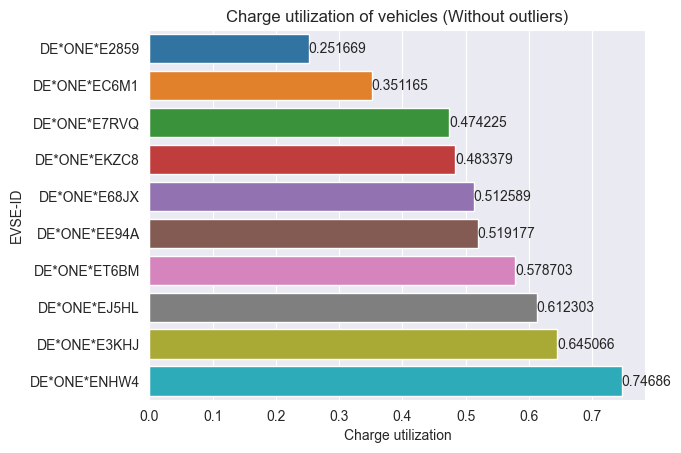 Charge utilization of vehicles (Without outliers)
EVSE-ID
DE*ONE*E2859 0.251669
DE*ONE*EC6M1 0.351165
DE*ONE*E7RVQ 0.474225
DE*ONE*EKZC8 0.483379
DE*ONE*E68JX 0.512589
DE*ONE*EE94A 0.519177
DE*ONE*ET6BM 0.578703
DE*ONE*EJ5HL 0.612303
DE*ONE*E3KHJ 0.645066
DE*ONE*ENHW4 0.74686
0.0 0.1 0.2 0.3 0.4 0.5 0.6 0.7
Charge utilization